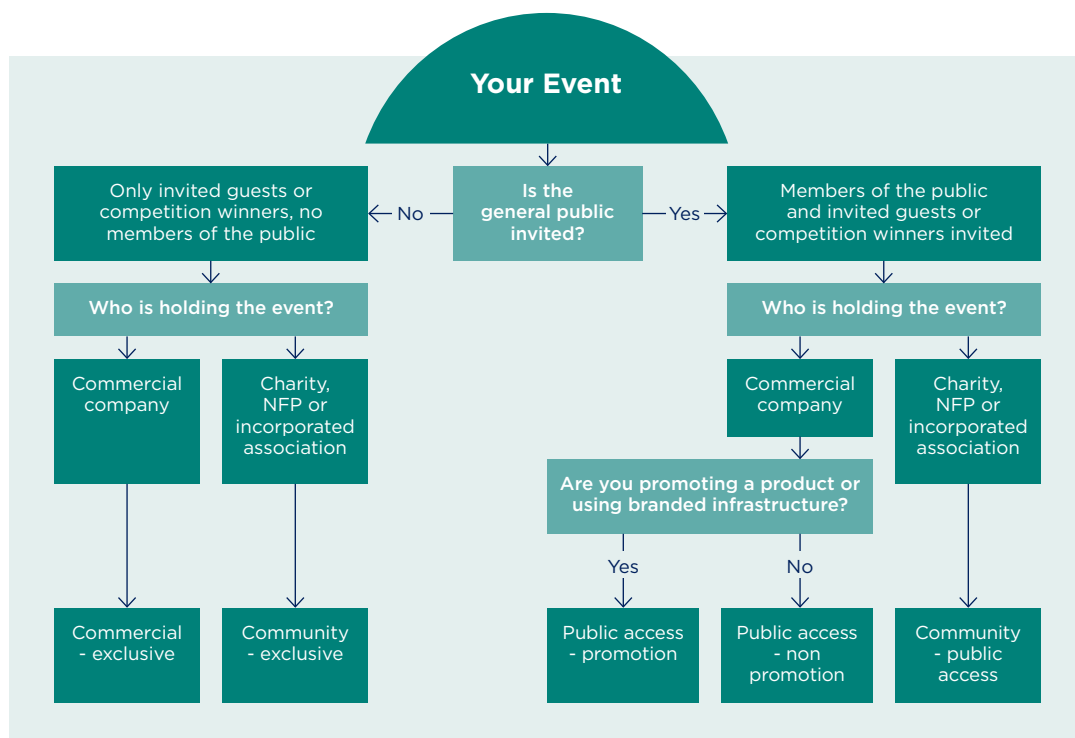 Your Event
Only invited guests or
competition winners, no
members of the public
No
Is the
general public
invited?
Yes
Members of the public
and invited guests or
competition winners invited
Who is holding the event?
Who is holding the event?
Commercial
company
Charity,
NFP or
incorporated
association
Commercial
company
Charity,
NFP or
incorporated
association
Are you promoting a product or
using branded infrastructure?
Yes
No
Commercial
- exclusive
Community
- exclusive
Public access
- promotion
Public access
- non
promotion
Community
- public
access